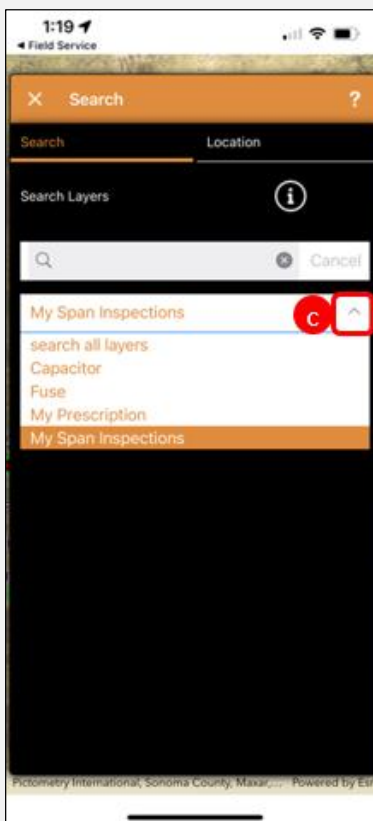 1:19
◀ Field Service
Search ?
Search Location
Search Layers
Cancel
My Span Inspections c
search all layers
Capacitor
Fuse
My Prescription
My Span Inspections
Pictometry International, Sonoma County, Maxar,... Powered by Esr